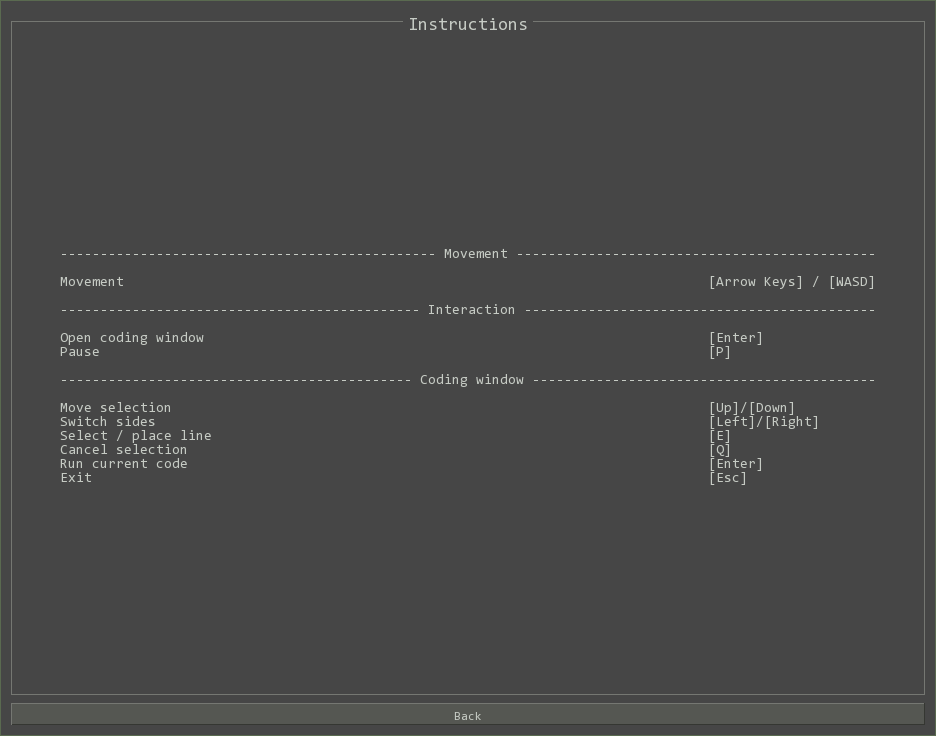 Instructions
----------------------------------------------- Movement ---------------------------------------------
Movement [Arrow Keys] / [WASD]
--------------------------------------------- Interaction --------------------------------------------
Open coding window [Enter]
Pause [P]
-------------------------------------------- Coding window -------------------------------------------
Move selection [Up]/[Down]
Switch sides [Left]/[Right]
Select / place line [E]
Cancel selection [Q]
Run current code [Enter]
Exit [Esc]
Back